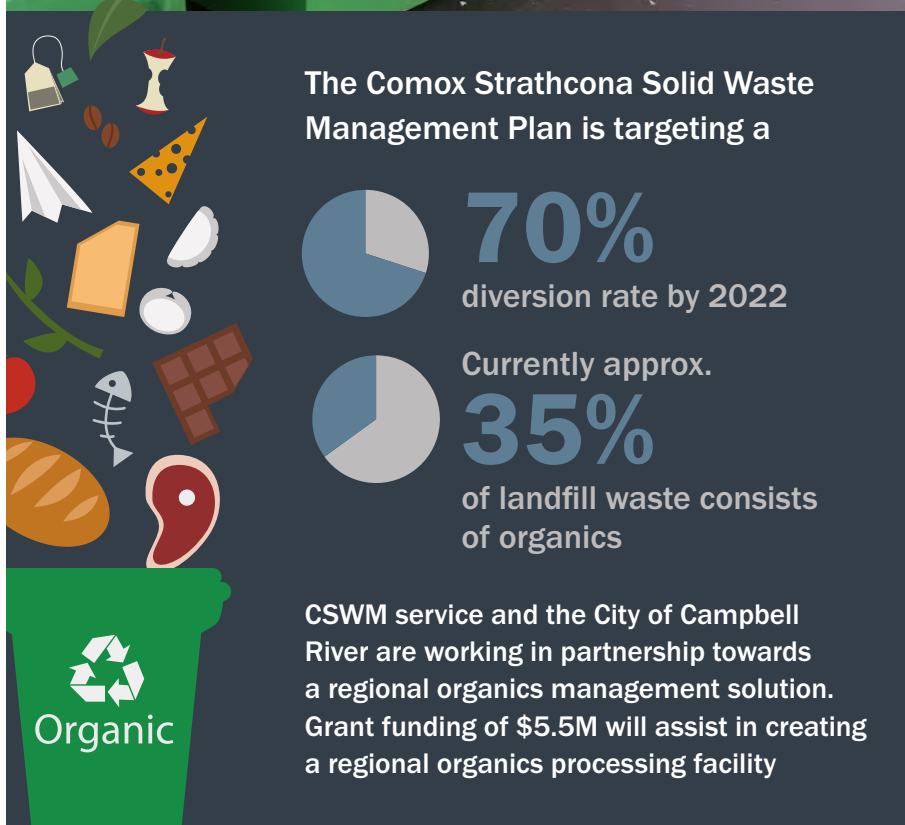 The Comox Strathcona Solid Waste
Management Plan is targeting a
70%
diversion rate by 2022
Currently approx.
35%
of landfill waste consists
of organics
CSWM service and the City of Campbell
River are working in partnership towards
a regional organics management solution.
Grant funding of $5.5M will assist in creating
a regional organics processing facility
Organic